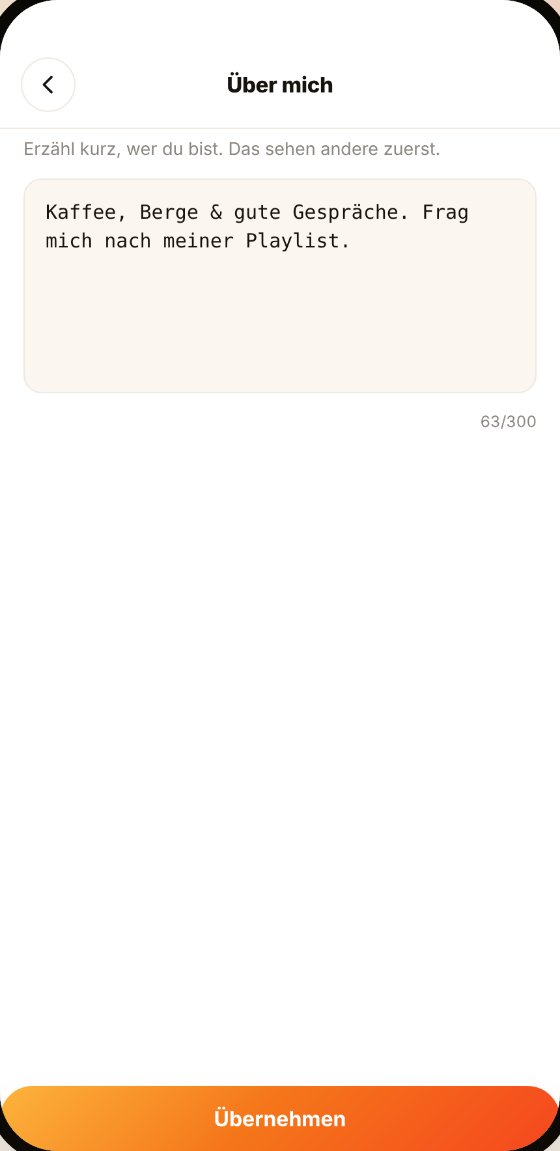 Über mich
Erzähl kurz, wer du bist. Das sehen andere zuerst.
Kaffee, Berge & gute Gespräche. Frag
mich nach meiner Playlist.
63/300
Übernehmen